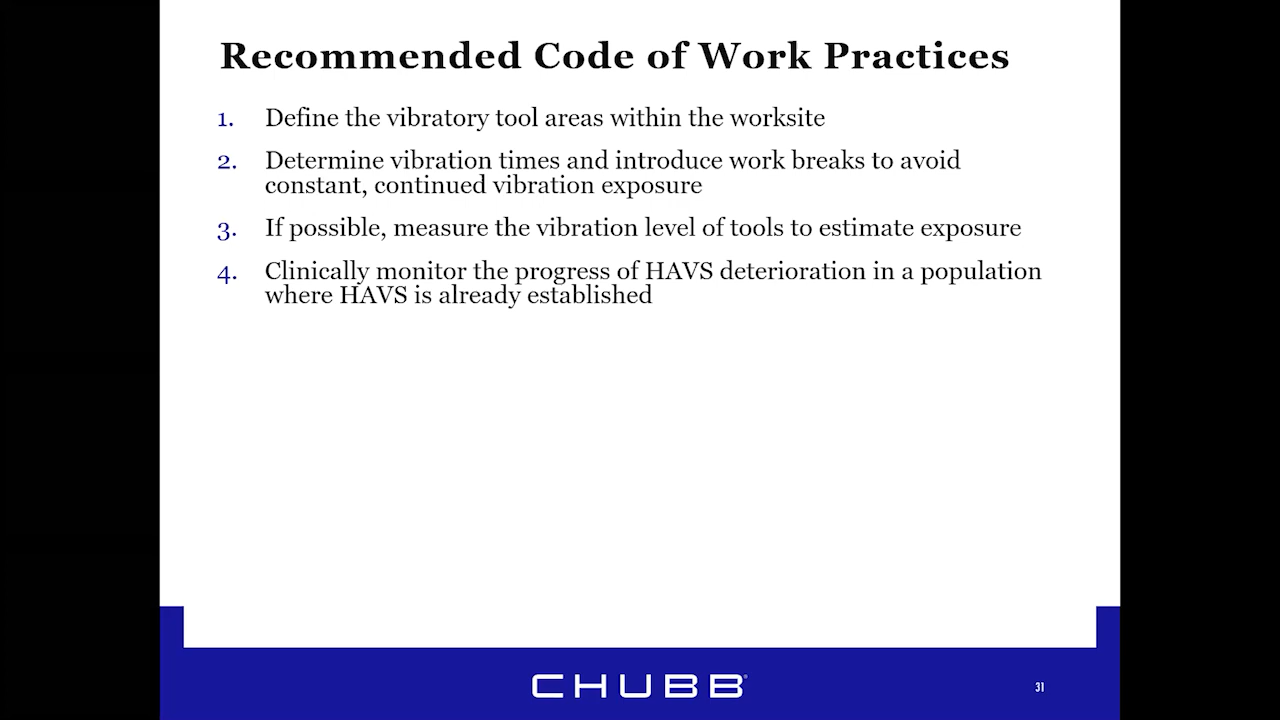 Recommended Code of Work Practices
1. Define the vibratory tool areas within the worksite
2. Determine vibration times and introduce work breaks to avoid
constant, continued vibration exposure
3. If possible, measure the vibration level of tools to estimate exposure
4. Clinically monitor the progress of HAVS deterioration in a population
where HAVS is already established
CHUBB®
31